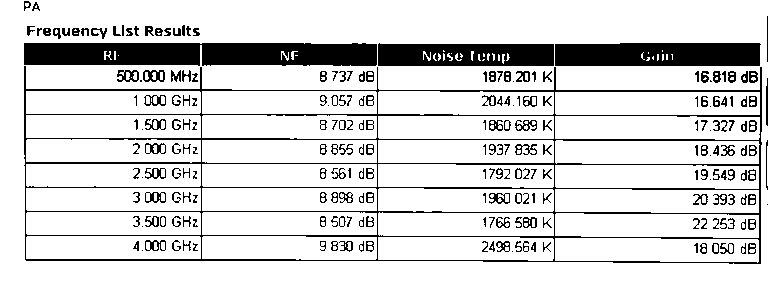 PA
Frequency List Results
RF NF Noise Temp Gain
500.000 MHz 8.737 dB 1878.201 K 16.818 dB
1.000 GHz 9.057 dB 2044.160 K 16.641 dB
1.500 GHz 8.702 dB 1860.689 K 17.327 dB
2.000 GHz 8.855 dB 1937.835 K 18.436 dB
2.500 GHz 8.561 dB 1792.027 K 19.549 dB
3.000 GHz 8.898 dB 1960.021 K 20.393 dB
3.500 GHz 8.507 dB 1766.580 K 22.253 dB
4.000 GHz 9.830 dB 2498.564 K 18.050 dB